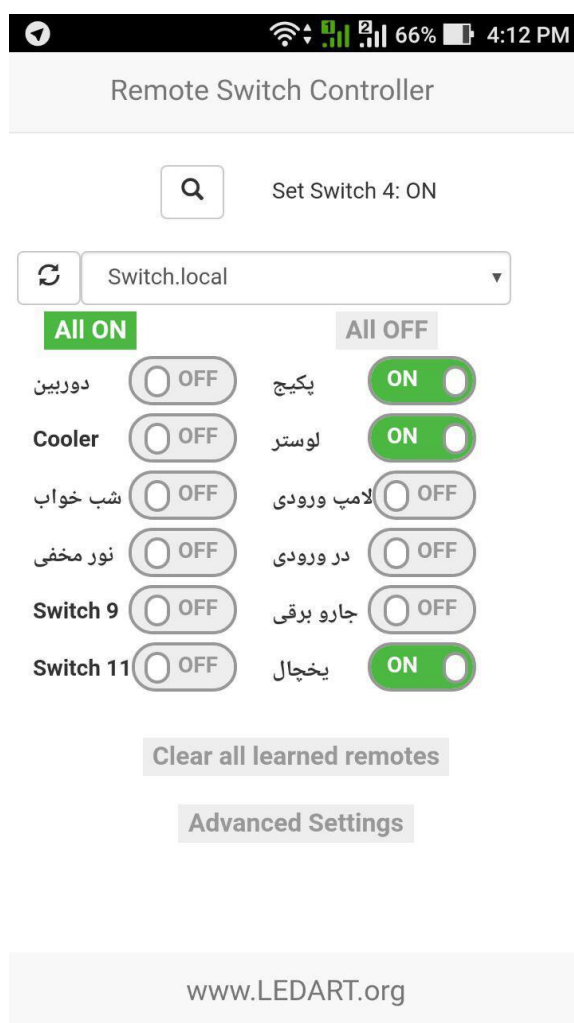 66% 4:12 PM
Remote Switch Controller
Set Switch 4: ON
Switch.local
All ON All OFF
دوربین OFF پکیج ON
Cooler OFF لوستر ON
شب خواب OFF لامپ ورودی OFF
نور مخفی OFF در ورودی OFF
Switch 9 OFF جارو برقی OFF
Switch 11 OFF یخچال ON
Clear all learned remotes
Advanced Settings
www.LEDART.org